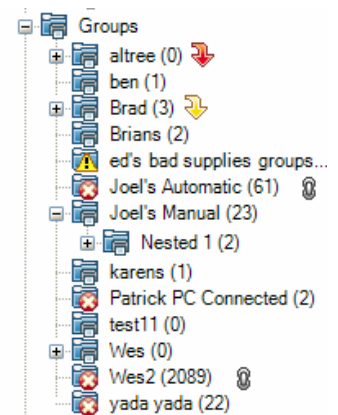 Groups
altree (0)
ben (1)
Brad (3)
Brians (2)
ed's bad supplies groups...
Joel's Automatic (61)
Joel's Manual (23)
Nested 1 (2)
karens (1)
Patrick PC Connected (2)
test11 (0)
Wes (0)
Wes2 (2089)
yada yada (22)